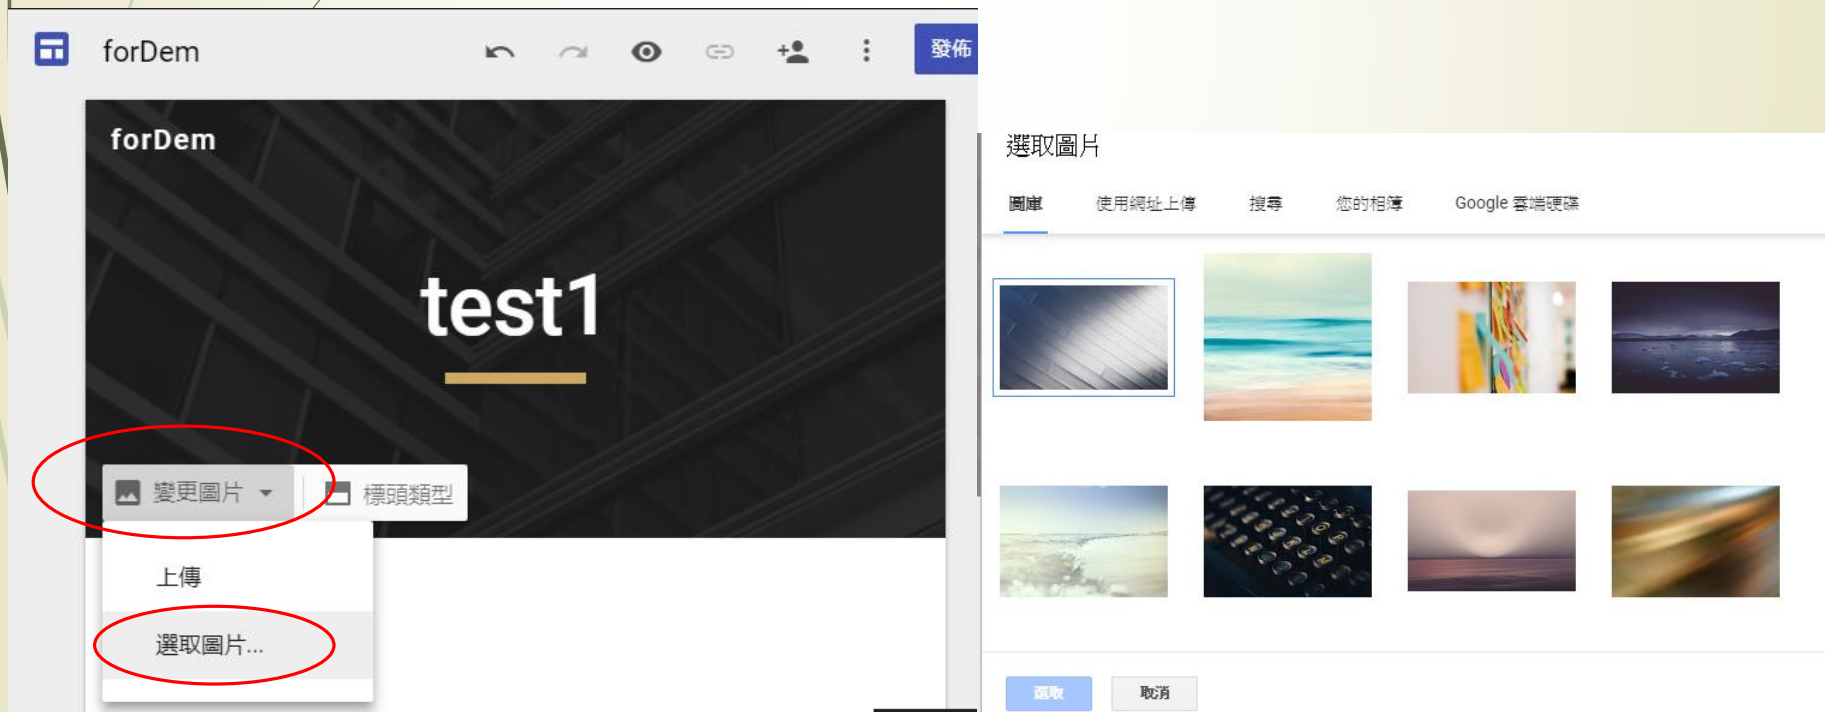 forDem
發佈
forDem
test1
變更圖片
標頭類型
上傳
選取圖片...
選取圖片
圖庫
使用網址上傳
搜尋
您的相簿
Google 雲端硬碟
選取
取消